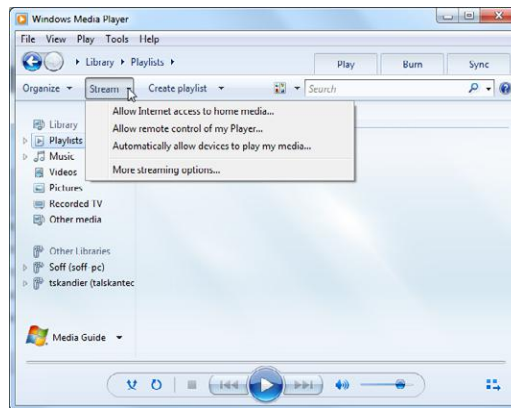 Windows Media Player
File View Play Tools Help
Library Playlists
Play Burn Sync
Organize Stream Create playlist Search
Allow Internet access to home media...
Allow remote control of my Player...
Automatically allow devices to play my media...
More streaming options...
Library
Playlists
Music
Videos
Pictures
Recorded TV
Other media
Other Libraries
Soff (soff-pc)
tskandier (talskantec
Media Guide